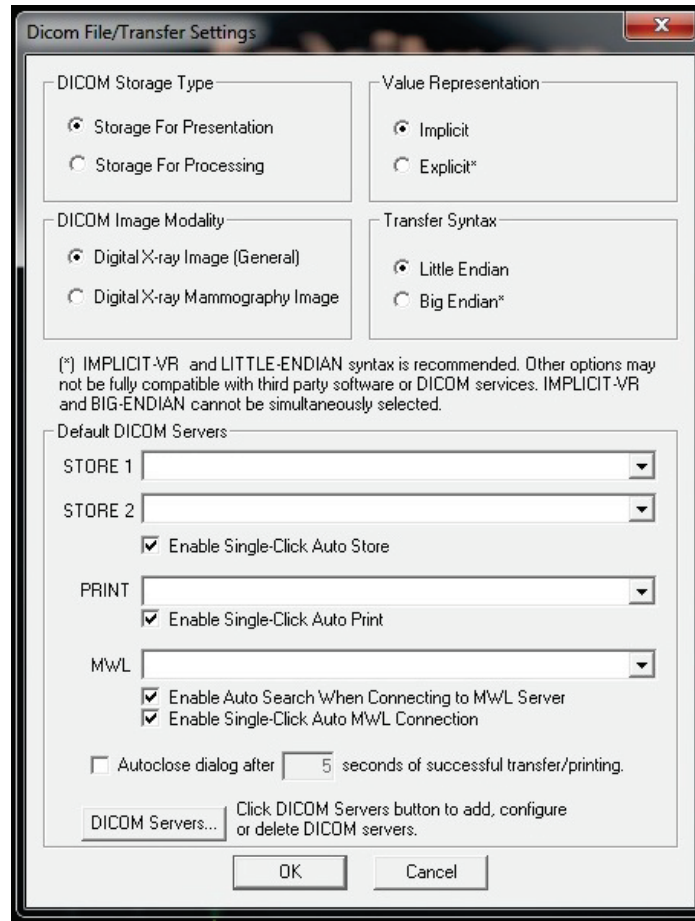 Dicom File/Transfer Settings
DICOM Storage Type
Storage For Presentation
Storage For Processing
Value Representation
Implicit
Explicit*
DICOM Image Modality
Digital X-ray Image (General)
Digital X-ray Mammography Image
Transfer Syntax
Little Endian
Big Endian*
(*) IMPLICIT-VR and LITTLE-ENDIAN syntax is recommended. Other options may
not be fully compatible with third party software or DICOM services. IMPLICIT-VR
and BIG-ENDIAN cannot be simultaneously selected.
Default DICOM Servers
STORE 1
STORE 2
Enable Single-Click Auto Store
PRINT
Enable Single-Click Auto Print
MWL
Enable Auto Search When Connecting to MWL Server
Enable Single-Click Auto MWL Connection
Autoclose dialog after 5 seconds of successful transfer/printing.
DICOM Servers...
Click DICOM Servers button to add, configure
or delete DICOM servers.
OK
Cancel